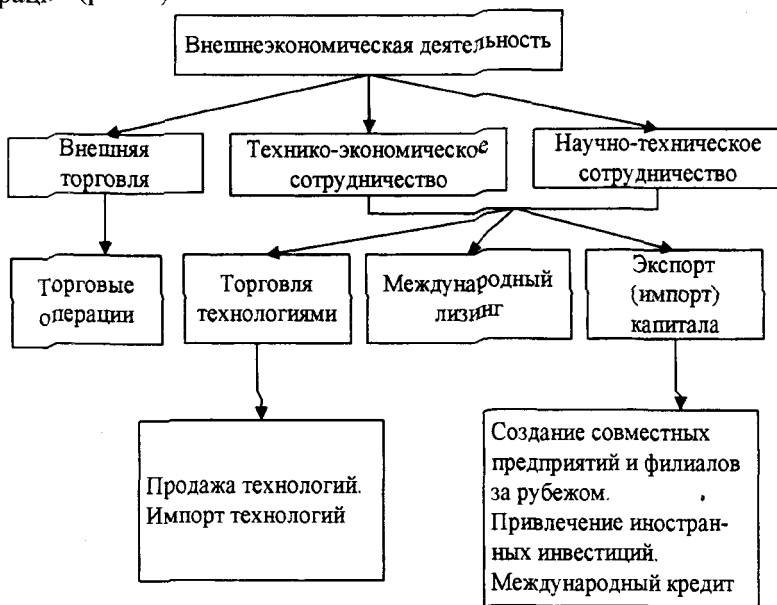 Внешнеэкономическая деятельность
Внешняя
торговля
Технико-экономическое
сотрудничество
Научно-техническое
сотрудничество
Торговые
операции
Торговля
технологиями
Международный
лизинг
Экспорт
(импорт)
капитала
Продажа технологий.
Импорт технологий
Создание совместных
предприятий и филиалов
за рубежом.
Привлечение иностран-
ных инвестиций.
Международный кредит